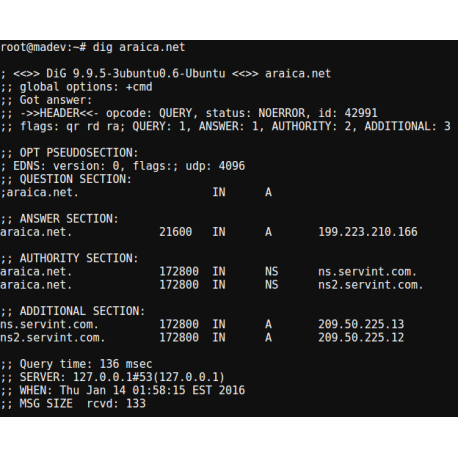 root@madev:~# dig araica.net
; <<>> DiG 9.9.5-3ubuntu0.6-Ubuntu <<>> araica.net
;; global options: +cmd
;; Got answer:
;; ->>HEADER<<- opcode: QUERY, status: NOERROR, id: 42991
;; flags: qr rd ra; QUERY: 1, ANSWER: 1, AUTHORITY: 2, ADDITIONAL: 3
;; OPT PSEUDOSECTION:
; EDNS: version: 0, flags:; udp: 4096
;; QUESTION SECTION:
;araica.net. IN A
;; ANSWER SECTION:
araica.net. 21600 IN A 199.223.210.166
;; AUTHORITY SECTION:
araica.net. 172800 IN NS ns.servint.com.
araica.net. 172800 IN NS ns2.servint.com.
;; ADDITIONAL SECTION:
ns.servint.com. 172800 IN A 209.50.225.13
ns2.servint.com. 172800 IN A 209.50.225.12
;; Query time: 136 msec
;; SERVER: 127.0.0.1#53(127.0.0.1)
;; WHEN: Thu Jan 14 01:58:15 EST 2016
;; MSG SIZE rcvd: 133